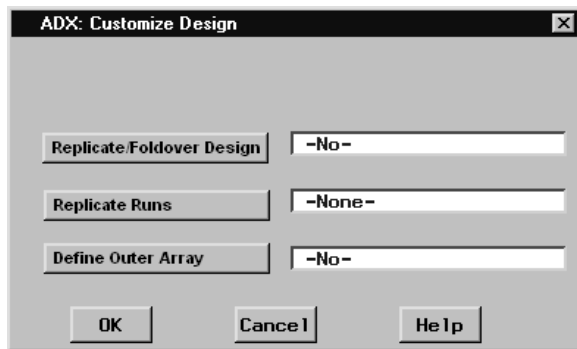 ADX: Customize Design
Replicate/Foldover Design -No-
Replicate Runs -None-
Define Outer Array -No-
OK Cancel Help